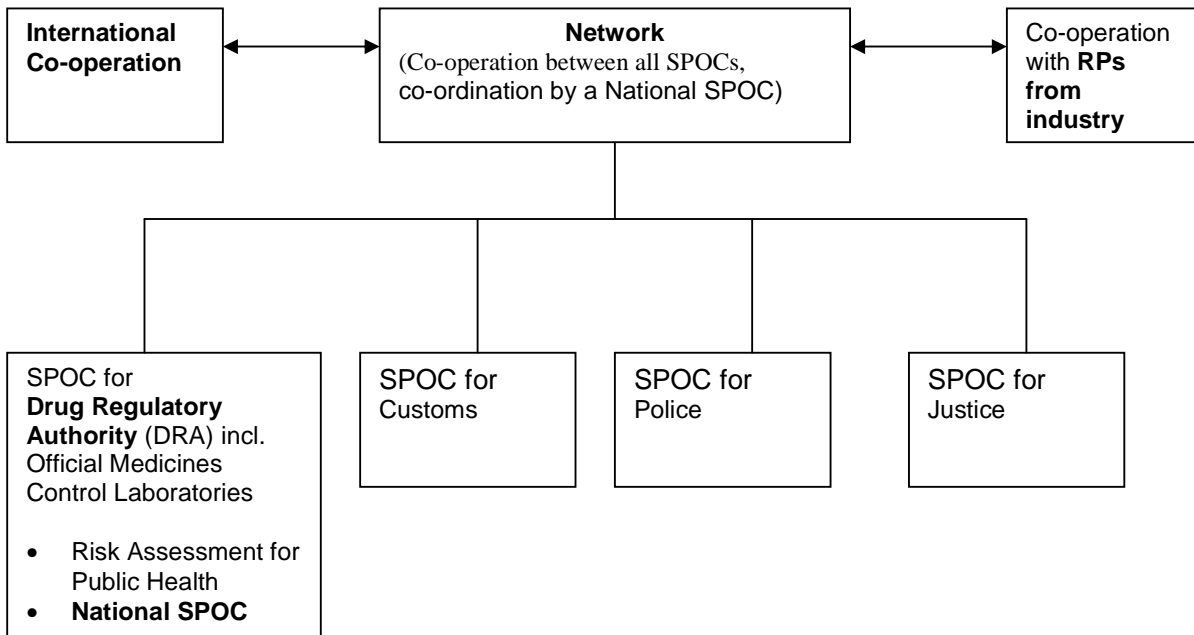 International
Co-operation
Network
(Co-operation between all SPOCs,
co-ordination by a National SPOC)
Co-operation
with RPs
from
industry
SPOC for
Drug Regulatory
Authority (DRA) incl.
Official Medicines
Control Laboratories
• Risk Assessment for
Public Health
• National SPOC
SPOC for
Customs
SPOC for
Police
SPOC for
Justice